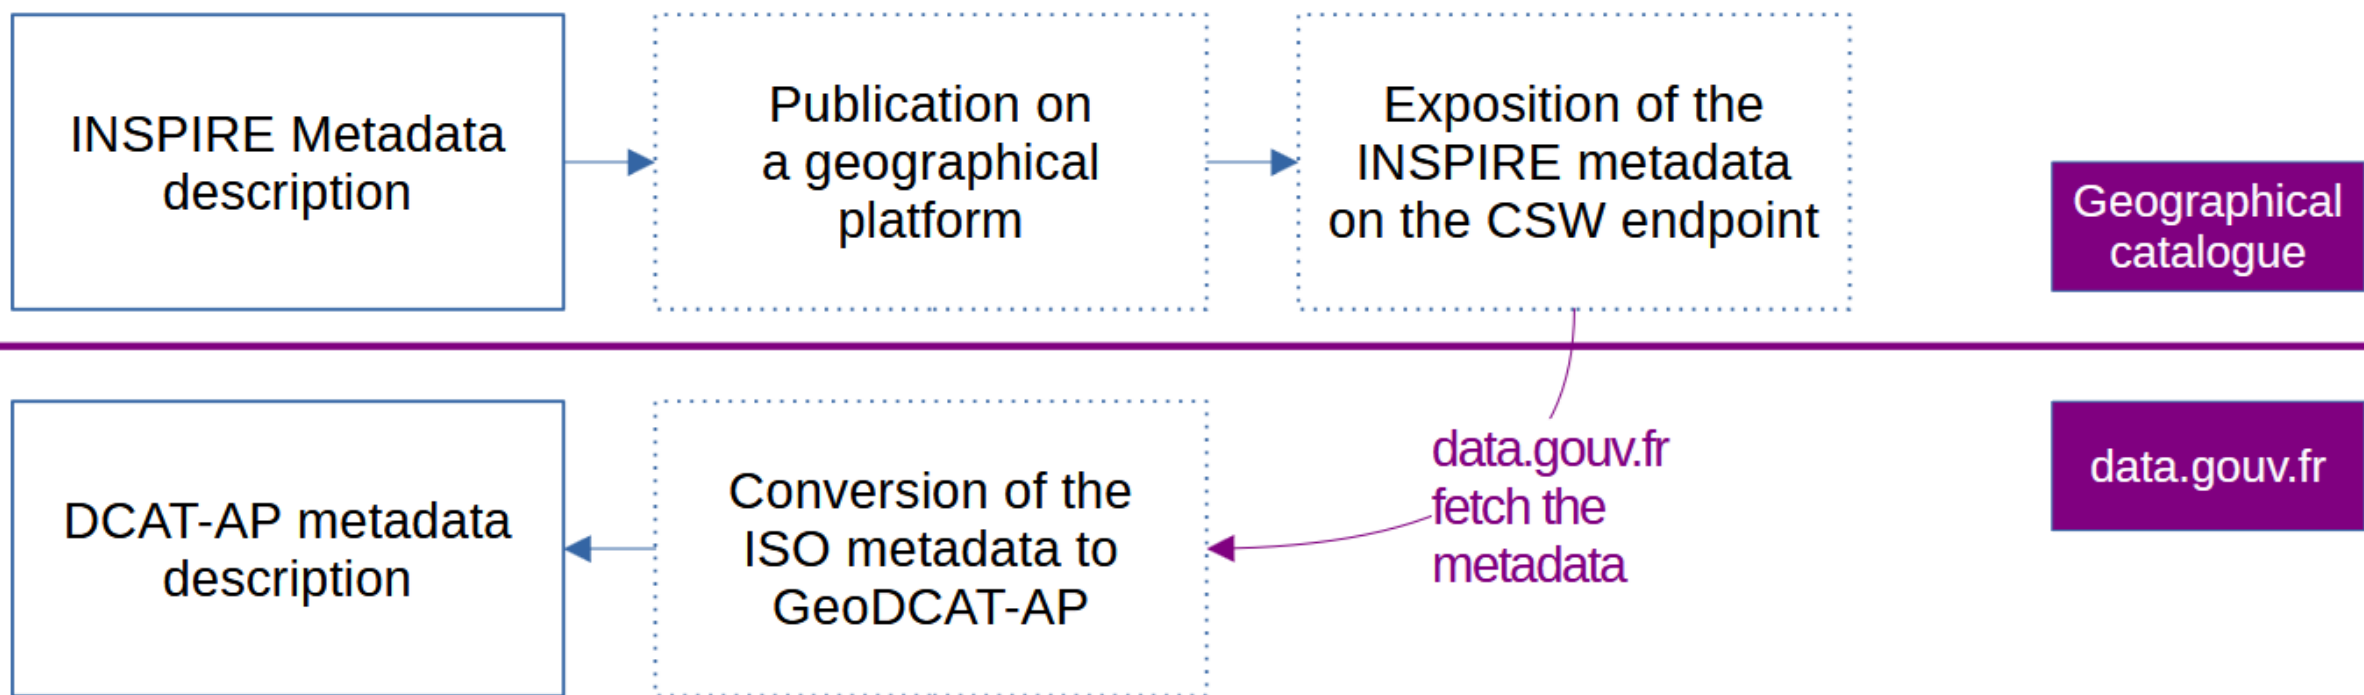 INSPIRE Metadata
description
Publication on
a geographical
platform
Exposition of the
INSPIRE metadata
on the CSW endpoint
Geographical
catalogue
DCAT-AP metadata
description
Conversion of the
ISO metadata to
GeoDCAT-AP
data.gouv.fr
fetch the
metadata
data.gouv.fr